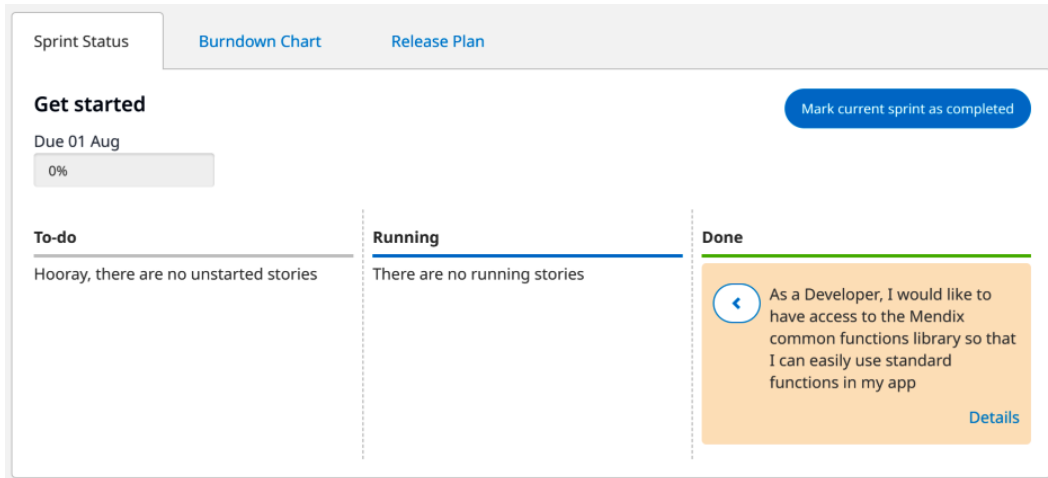 Sprint Status
Burndown Chart
Release Plan
Get started
Mark current sprint as completed
Due 01 Aug
0%
To-do
Running
Done
Hooray, there are no unstarted stories
There are no running stories
As a Developer, I would like to
have access to the Mendix
common functions library so that
I can easily use standard
functions in my app
Details